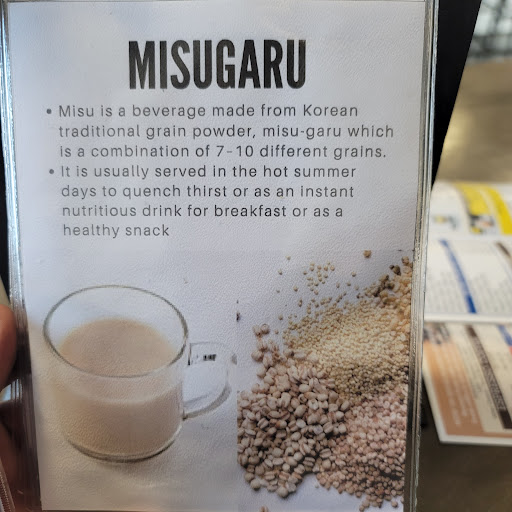 MISUGARU
• Misu is a beverage made from Korean
traditional grain powder, misu-garu which
is a combination of 7-10 different grains.
• It is usually served in the hot summer
days to quench thirst or as an instant
nutritious drink for breakfast or as a
healthy snack